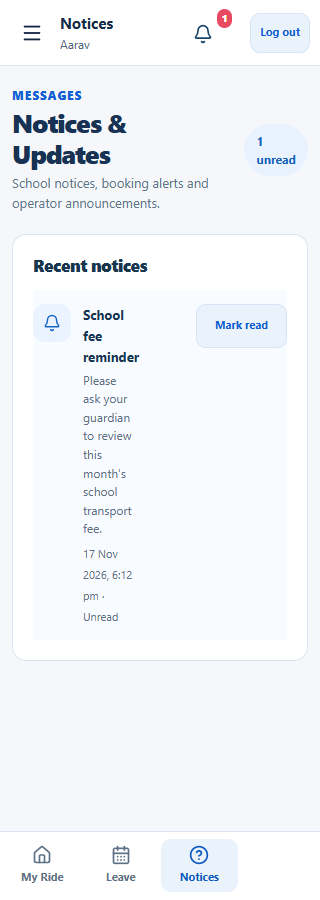 Notices
Aarav
1
Log out
MESSAGES
Notices &
Updates
School notices, booking alerts and
operator announcements.
1
unread
Recent notices
School
fee
reminder
Please
ask your
guardian
to review
this
month's
school
transport
fee.
17 Nov
2026, 6:12
pm ·
Unread
Mark read
My Ride
Leave
Notices